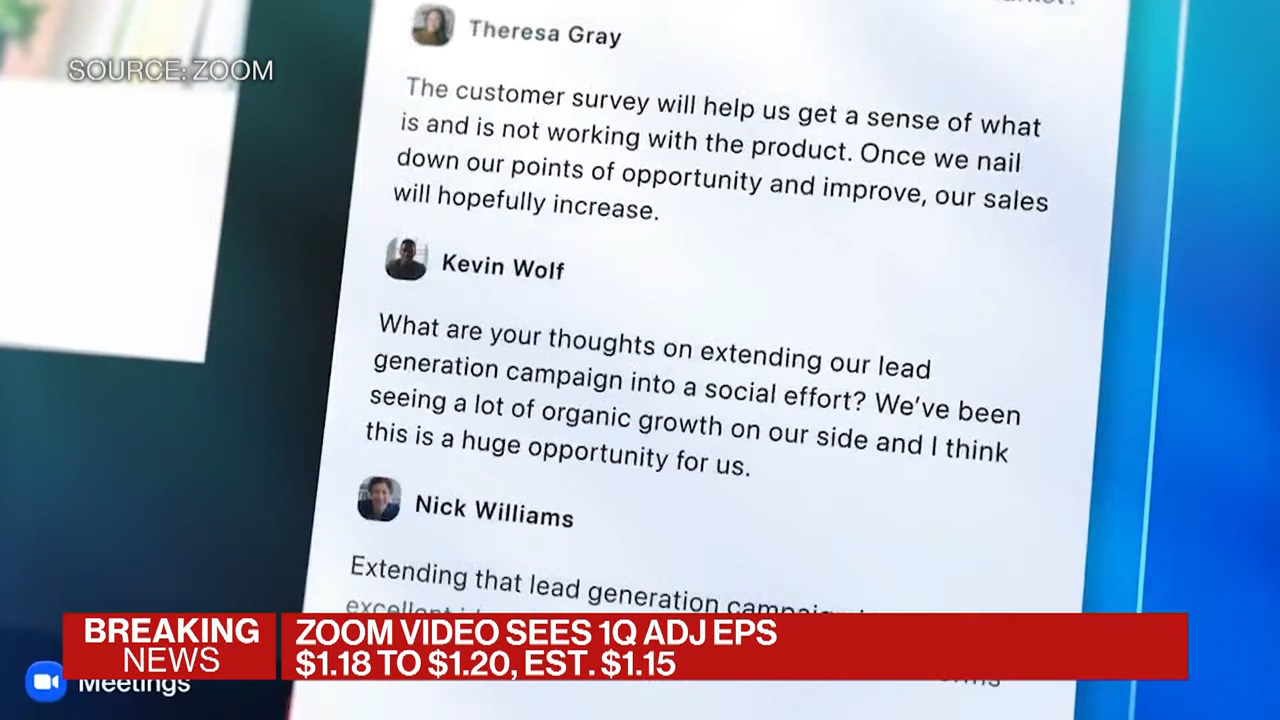 Theresa Gray
SOURCE: ZOOM
The customer survey will help us get a sense of what
is and is not working with the product. Once we nail
down our points of opportunity and improve, our sales
will hopefully increase.
Kevin Wolf
What are your thoughts on extending our lead
generation campaign into a social effort? We've been
seeing a lot of organic growth on our side and I think
this is a huge opportunity for us.
Nick Williams
Extending that lead generation campaign
excellent
BREAKING
NEWS
ZOOM VIDEO SEES 1Q ADJ EPS
$1.18 TO $1.20, EST. $1.15
Meetings